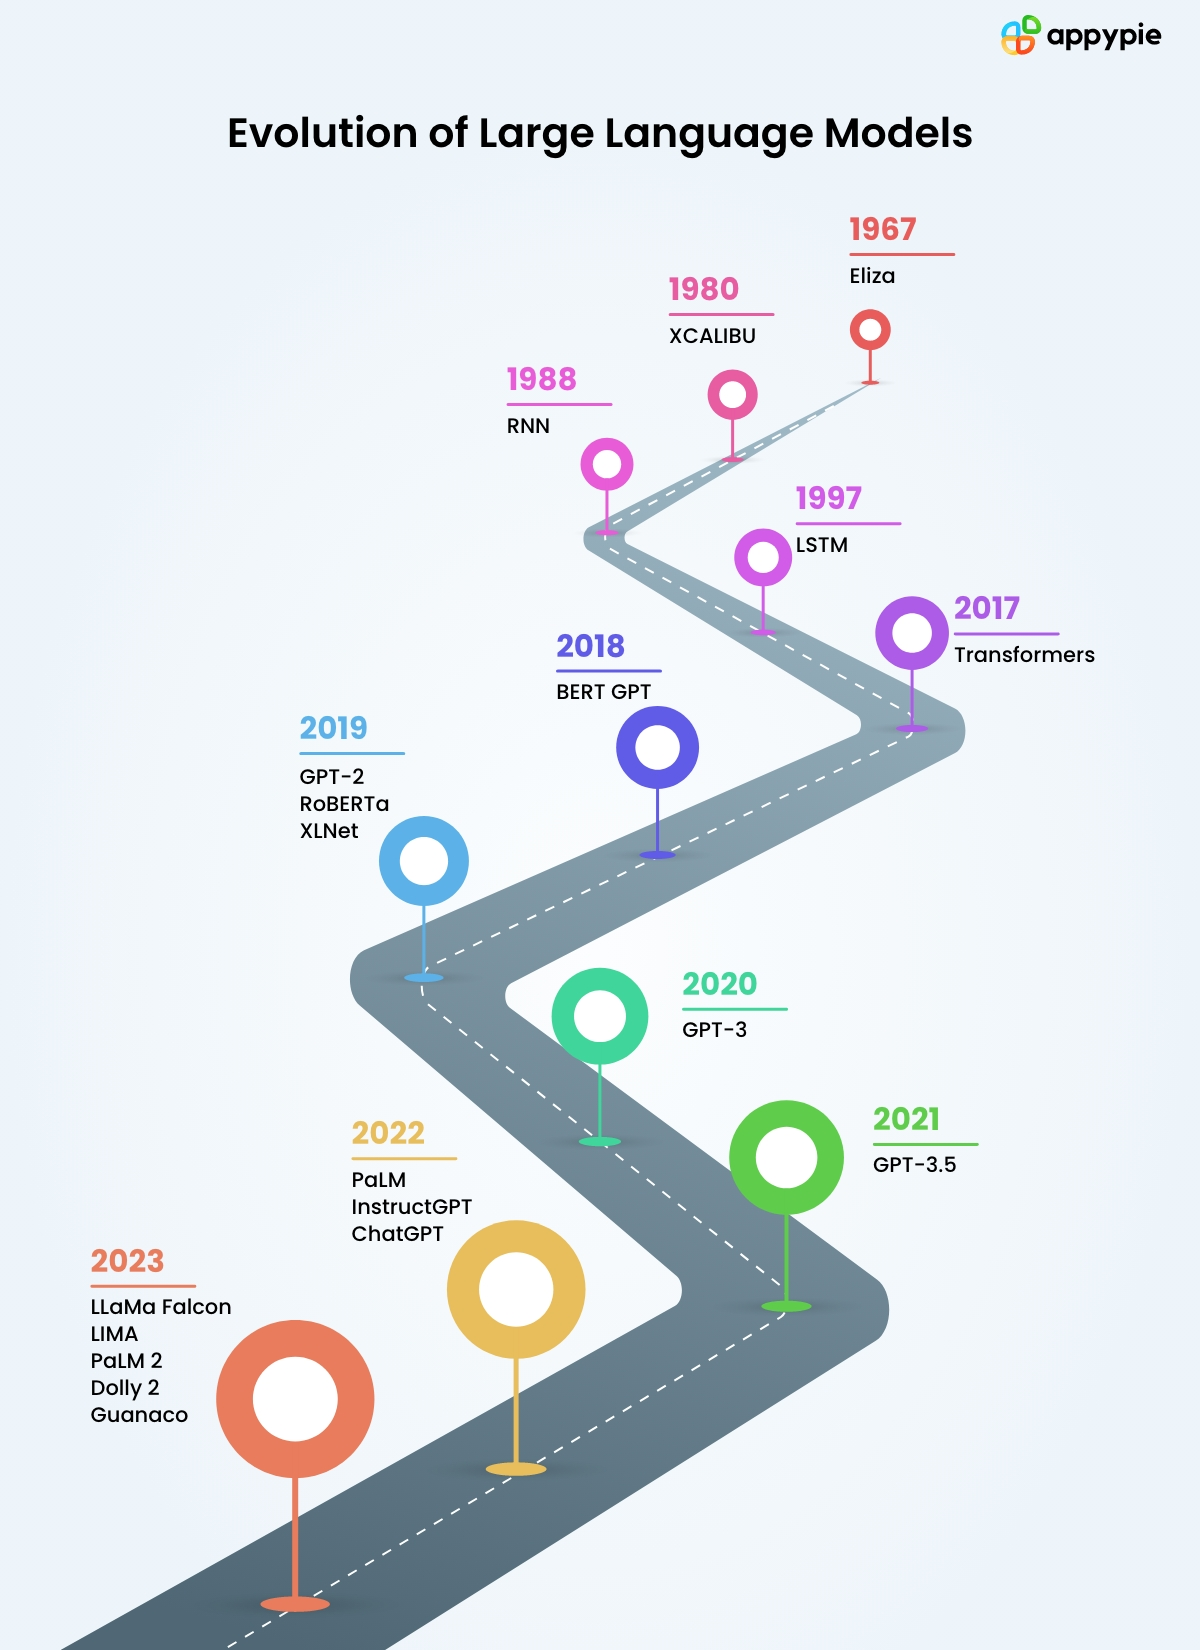 appypie
Evolution of Large Language Models
1967
Eliza
1980
XCALIBU
1988
RNN
1997
LSTM
2017
Transformers
2018
BERT GPT
2019
GPT-2
RoBERTa
XLNet
2020
GPT-3
2021
GPT-3.5
2022
PaLM
InstructGPT
ChatGPT
2023
LLaMa Falcon
LIMA
PaLM 2
Dolly 2
Guanaco